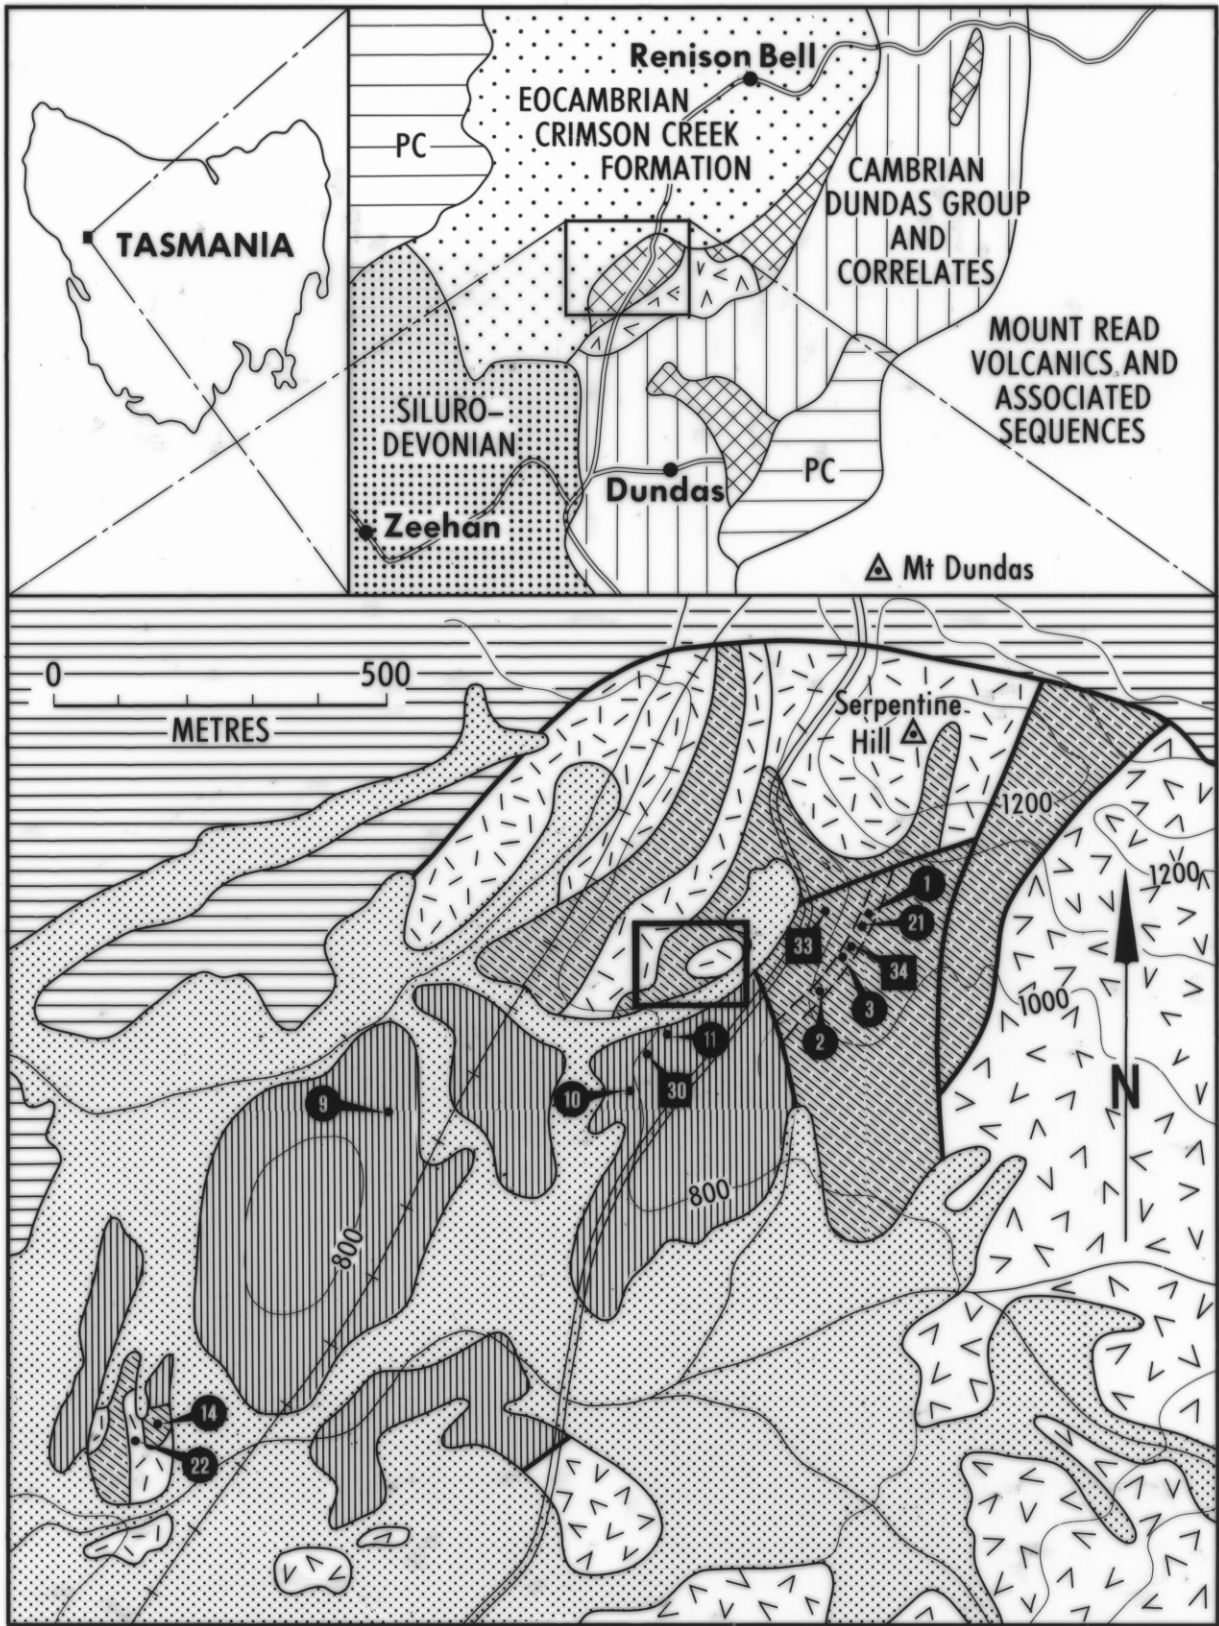 Renison Bell
EOCAMBRIAN
CRIMSON CREEK
FORMATION
PC
CAMBRIAN
DUNDAS GROUP
AND
CORRELATES
TASMANIA
MOUNT READ
VOLCANICS AND
ASSOCIATED
SEQUENCES
SILURO–
DEVONIAN
PC
Dundas
Zeehan
Mt Dundas
0 500
METRES
Serpentine
Hill
1200
1200
1
21
33
34
1000
3
2
11
N
10
30
9
800
800
14
22